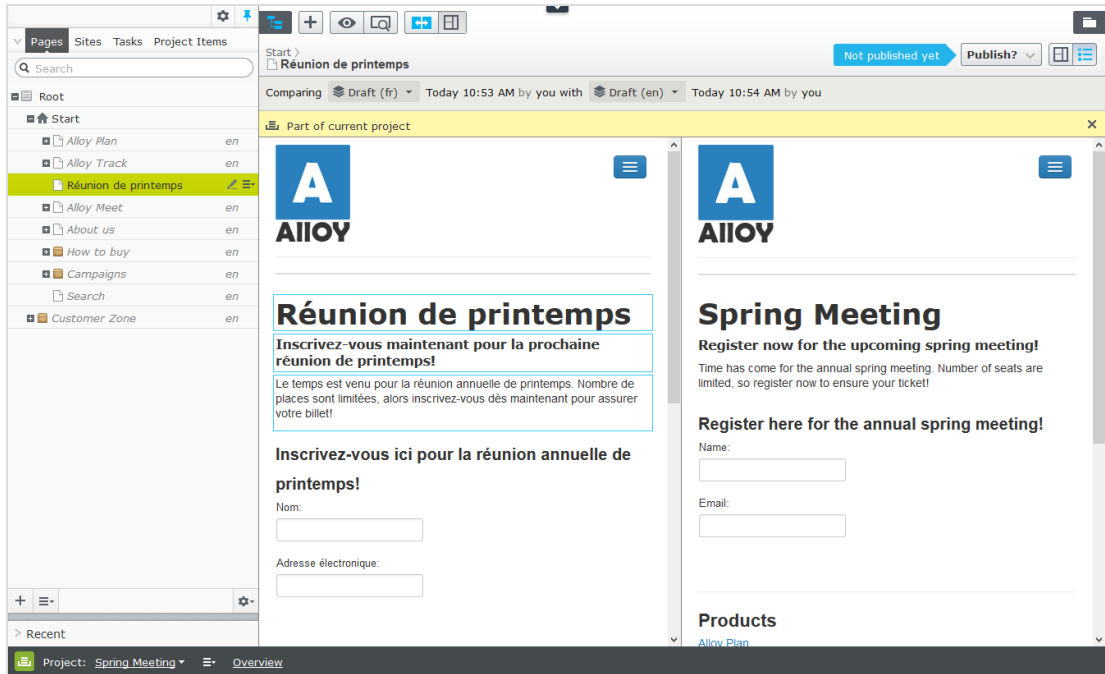 Pages Sites Tasks Project Items
Search
Root
Start
Alloy Plan en
Alloy Track en
Réunion de printemps
Alloy Meet en
About us en
How to buy en
Campaigns en
Search en
Customer Zone en
Recent
Start
Réunion de printemps
Not published yet
Publish?
Comparing Draft (fr) Today 10:53 AM by you with Draft (en) Today 10:54 AM by you
Part of current project
A
AllOY
Réunion de printemps
Inscrivez-vous maintenant pour la prochaine
réunion de printemps!
Le temps est venu pour la réunion annuelle de printemps. Nombre de
places sont limitées, alors inscrivez-vous dès maintenant pour assurer
votre billet!
Inscrivez-vous ici pour la réunion annuelle de
printemps!
Nom:
Adresse électronique:
A
AllOY
Spring Meeting
Register now for the upcoming spring meeting!
Time has come for the annual spring meeting. Number of seats are
limited, so register now to ensure your ticket!
Register here for the annual spring meeting!
Name:
Email:
Products
Alloy Plan
Project: Spring Meeting Overview